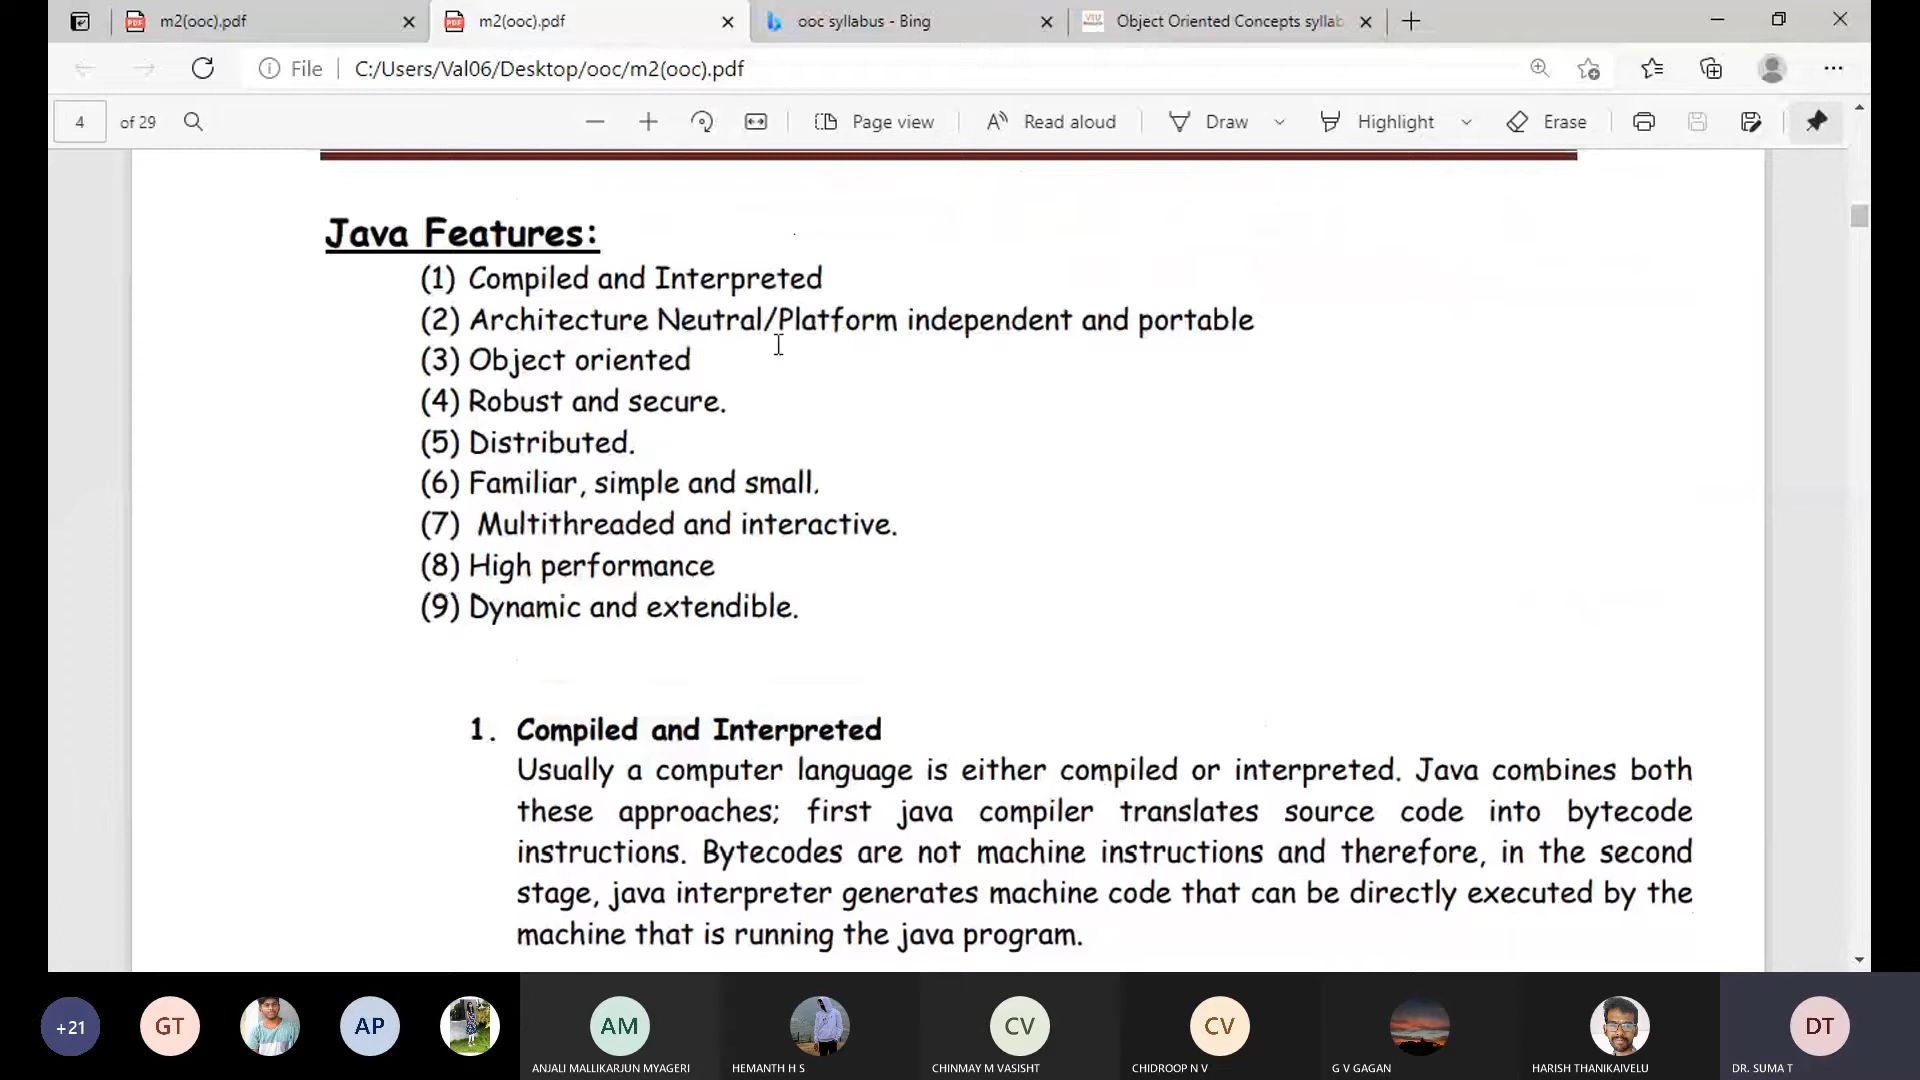 m2(ooc).pdf
m2(ooc).pdf
ooc syllabus - Bing
Object Oriented Concepts syllab
File
C:/Users/Val06/Desktop/ooc/m2(ooc).pdf
4 of 29
Page view
Read aloud
Draw
Highlight
Erase
Java Features:
(1) Compiled and Interpreted
(2) Architecture Neutral/Platform independent and portable
(3) Object oriented
(4) Robust and secure.
(5) Distributed.
(6) Familiar, simple and small.
(7) Multithreaded and interactive.
(8) High performance
(9) Dynamic and extendible.
1. Compiled and Interpreted
Usually a computer language is either compiled or interpreted. Java combines both
these approaches; first java compiler translates source code into bytecode
instructions. Bytecodes are not machine instructions and therefore, in the second
stage, java interpreter generates machine code that can be directly executed by the
machine that is running the java program.
+21
GT
AP
AM
CV
CV
DT
ANJALI MALLIKARJUN MYAGERI
HEMANTH H S
CHINMAY M VASISHT
CHIDROOP N V
G V GAGAN
HARISH THANIKAIVELU
DR. SUMA T